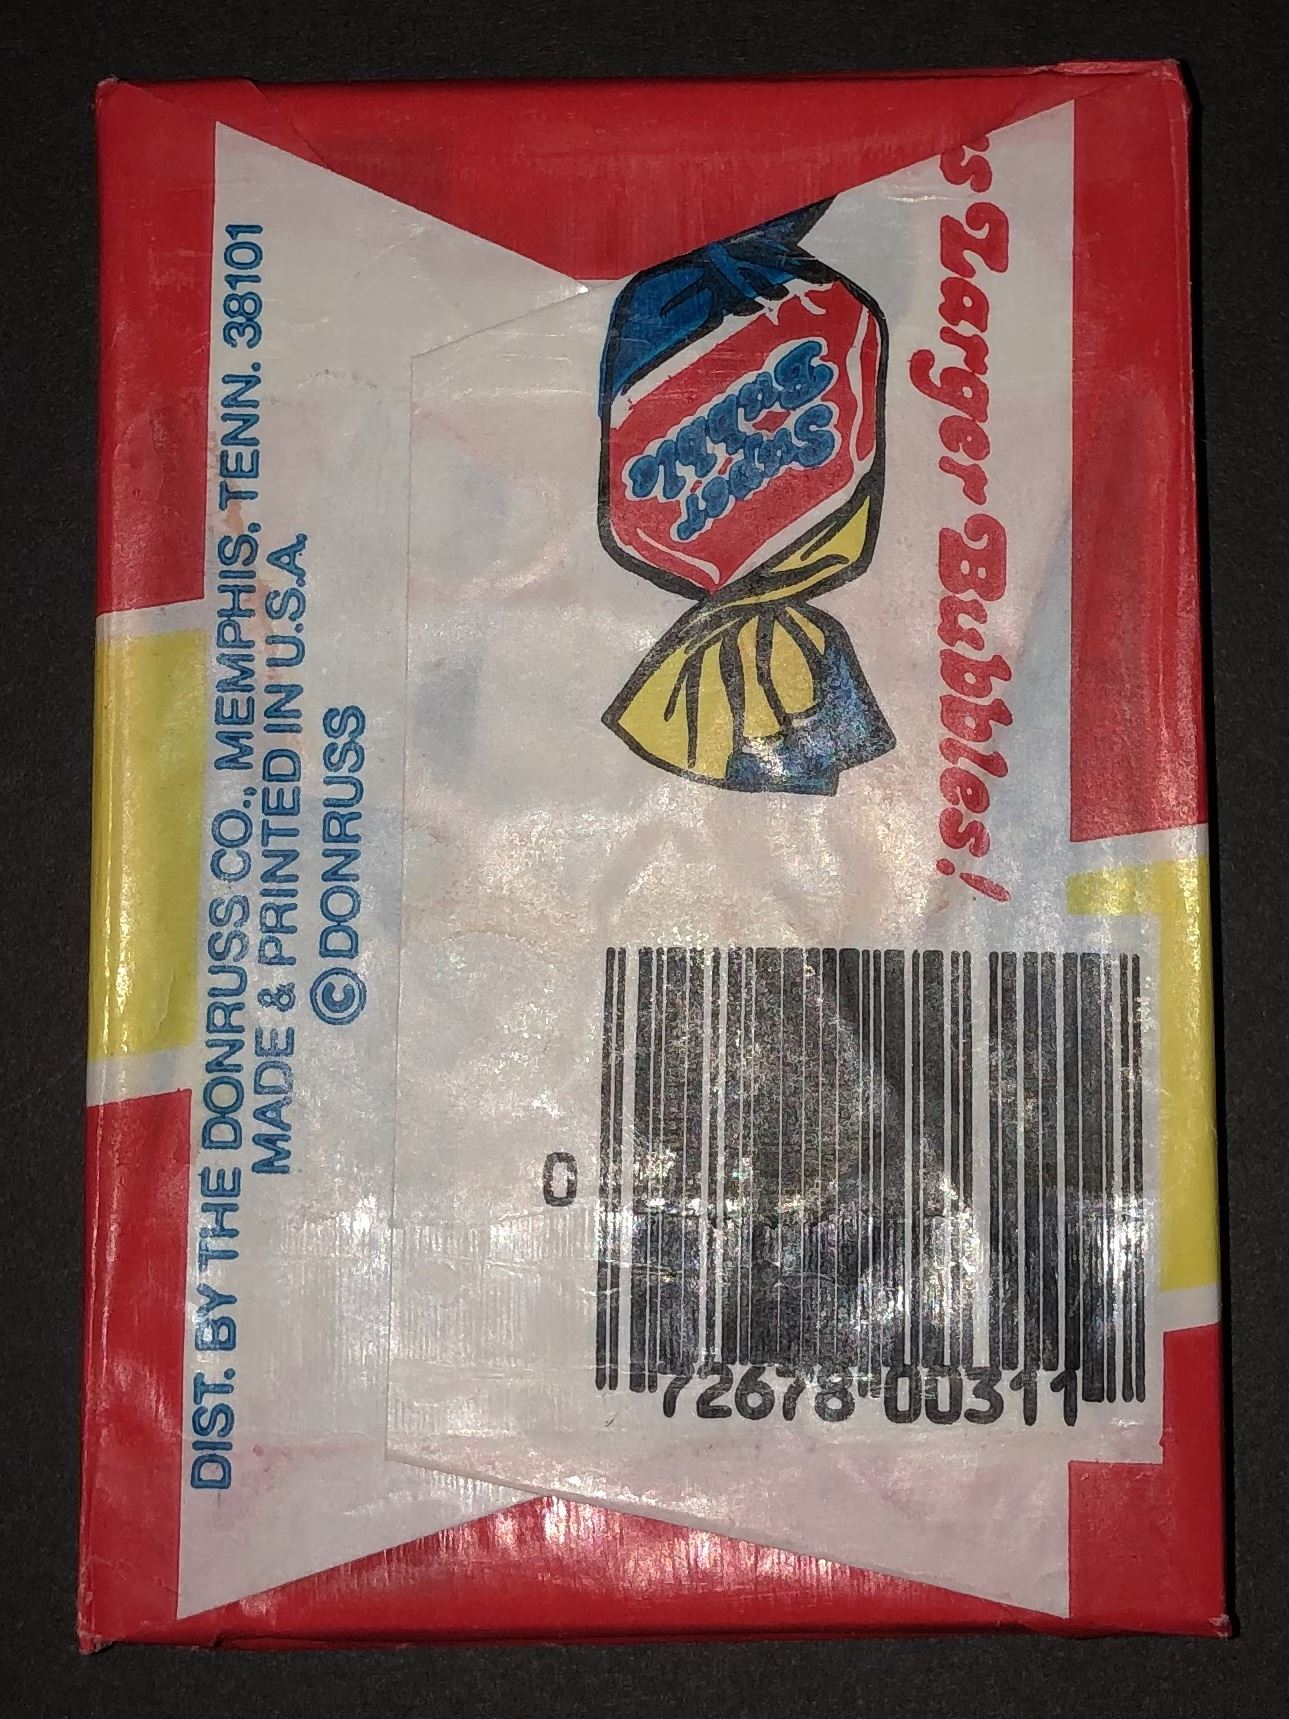 DIST. BY THE DONRUSS CO., MEMPHIS, TENN. 38101
MADE & PRINTED IN U.S.A.
© DONRUSS
Super
Bubble
s Larger Bubbles!
0
72678 00311